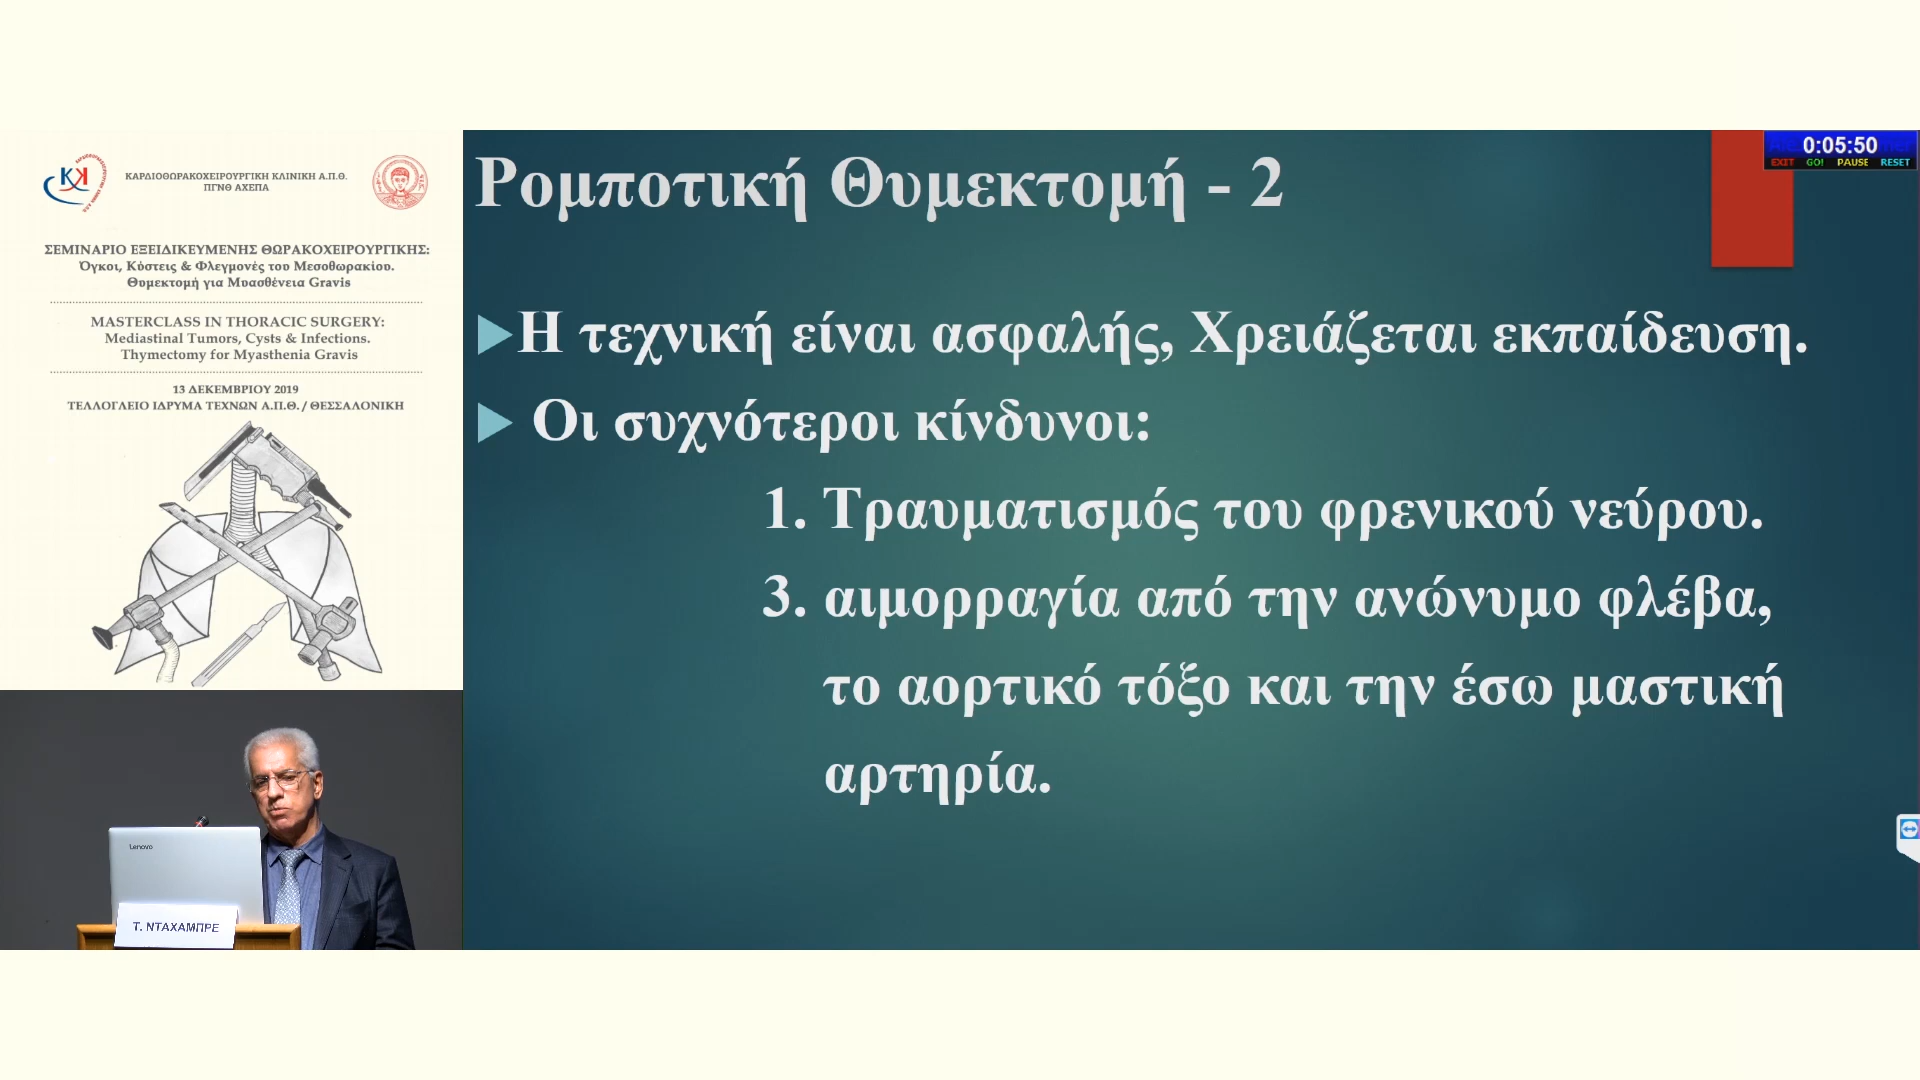 ΚΑΡΔΙΟΘΩΡΑΚΟΧΕΙΡΟΥΡΓΙΚΗ ΚΛΙΝΙΚΗ Α.Π.Θ.
ΠΓΝΘ ΑΧΕΠΑ
ΣΕΜΙΝΑΡΙΟ ΕΞΕΙΔΙΚΕΥΜΕΝΗΣ ΘΩΡΑΚΟΧΕΙΡΟΥΡΓΙΚΗΣ:
Όγκοι, Κύστεις & Φλεγμονές του Μεσοθωρακίου.
Θυμεκτομή για Μυασθένεια Gravis
MASTERCLASS IN THORACIC SURGERY:
Mediastinal Tumors, Cysts & Infections.
Thymectomy for Myasthenia Gravis
13 ΔΕΚΕΜΒΡΙΟΥ 2019
ΤΕΛΛΟΓΛΕΙΟ ΙΔΡΥΜΑ ΤΕΧΝΩΝ Α.Π.Θ. / ΘΕΣΣΑΛΟΝΙΚΗ
Lenovo
Τ. ΝΤΑΧΑΜΠΡΕ
Ρομποτική Θυμεκτομή - 2
0:05:50
EXIT GO! PAUSE RESET
Η τεχνική είναι ασφαλής, Χρειάζεται εκπαίδευση.
Οι συχνότεροι κίνδυνοι:
1. Τραυματισμός του φρενικού νεύρου.
3. αιμορραγία από την ανώνυμο φλέβα,
το αορτικό τόξο και την έσω μαστική
αρτηρία.